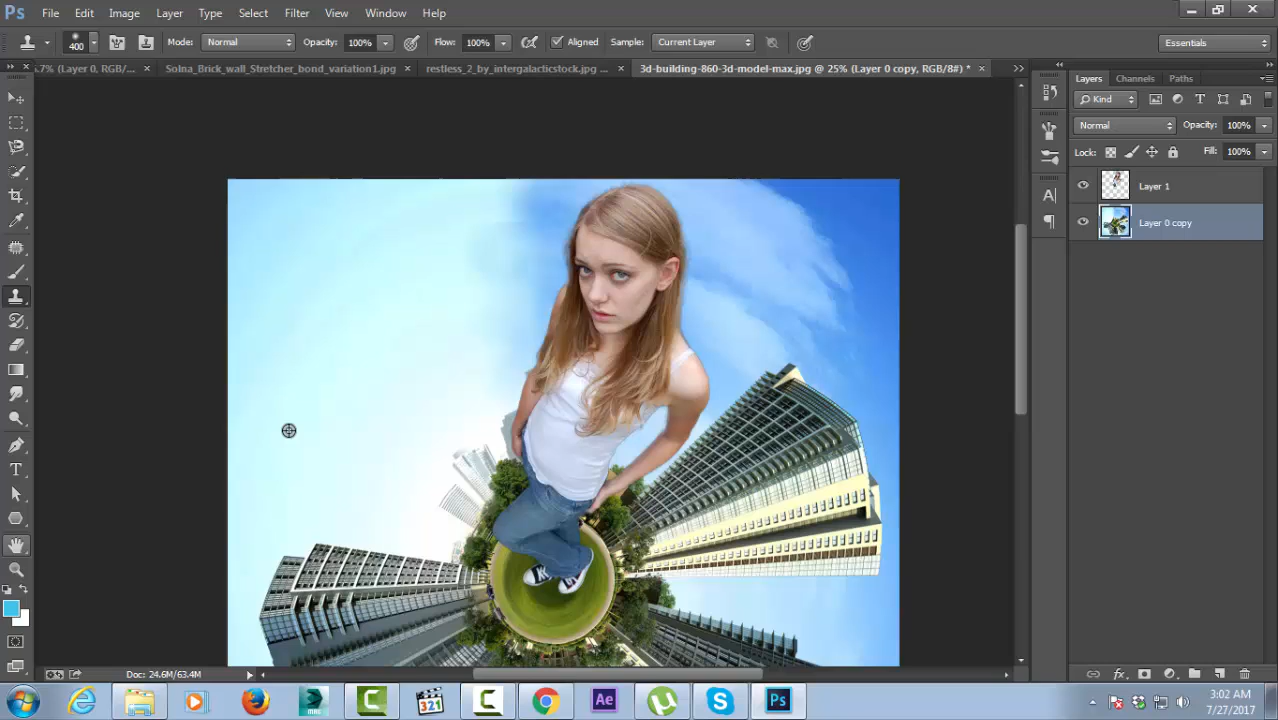 Ps File Edit Image Layer Type Select Filter View Window Help
400 Mode: Normal Opacity: 100% Flow: 100% Aligned Sample: Current Layer Essentials
.7% (Layer 0, RGB/... × Solna_Brick_wall_Stretcher_bond_variation1.jpg × restless_2_by_intergalacticstock.jpg ... × 3d-building-860-3d-model-max.jpg @ 25% (Layer 0 copy, RGB/8#) * ×
Layers Channels Paths
Kind
Normal Opacity: 100%
Lock: Fill: 100%
Layer 1
Layer 0 copy
Doc: 24.6M/63.4M
321 Ae Ps
3:02 AM
7/27/2017